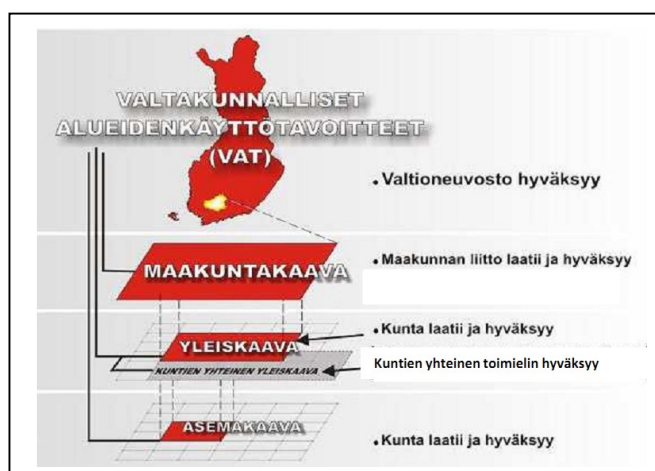 VALTAKUNNALLISET
ALUEIDENKÄYTTÖTAVOITTEET
(VAT)
• Valtioneuvosto hyväksyy
MAAKUNTAKAAVA
• Maakunnan liitto laatii ja hyväksyy
YLEISKAAVA
• Kunta laatii ja hyväksyy
KUNTIEN YHTEINEN YLEISKAAVA
Kuntien yhteinen toimielin hyväksyy
ASEMAKAAVA
• Kunta laatii ja hyväksyy